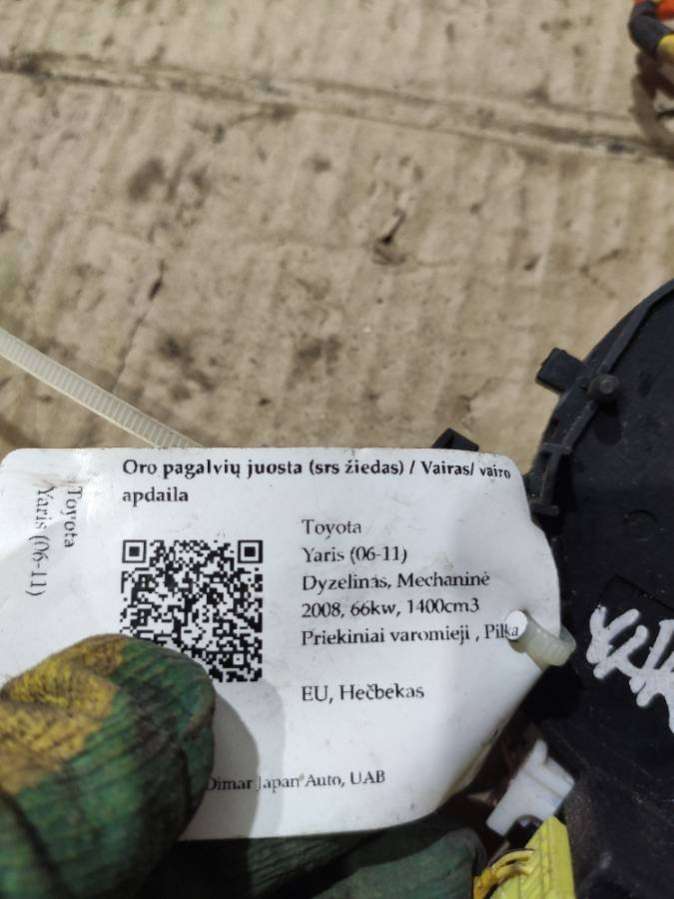 Oro pagalvių juosta (srs žiedas) / Vairas/ vairo
apdaila
Toyota
Yaris (06-11)
Toyota
Yaris (06-11)
Dyzelinas, Mechaninė
2008, 66kw, 1400cm3
Priekiniai varomieji , Pilka
EU, Hečbekas
Dimar Japan Auto, UAB